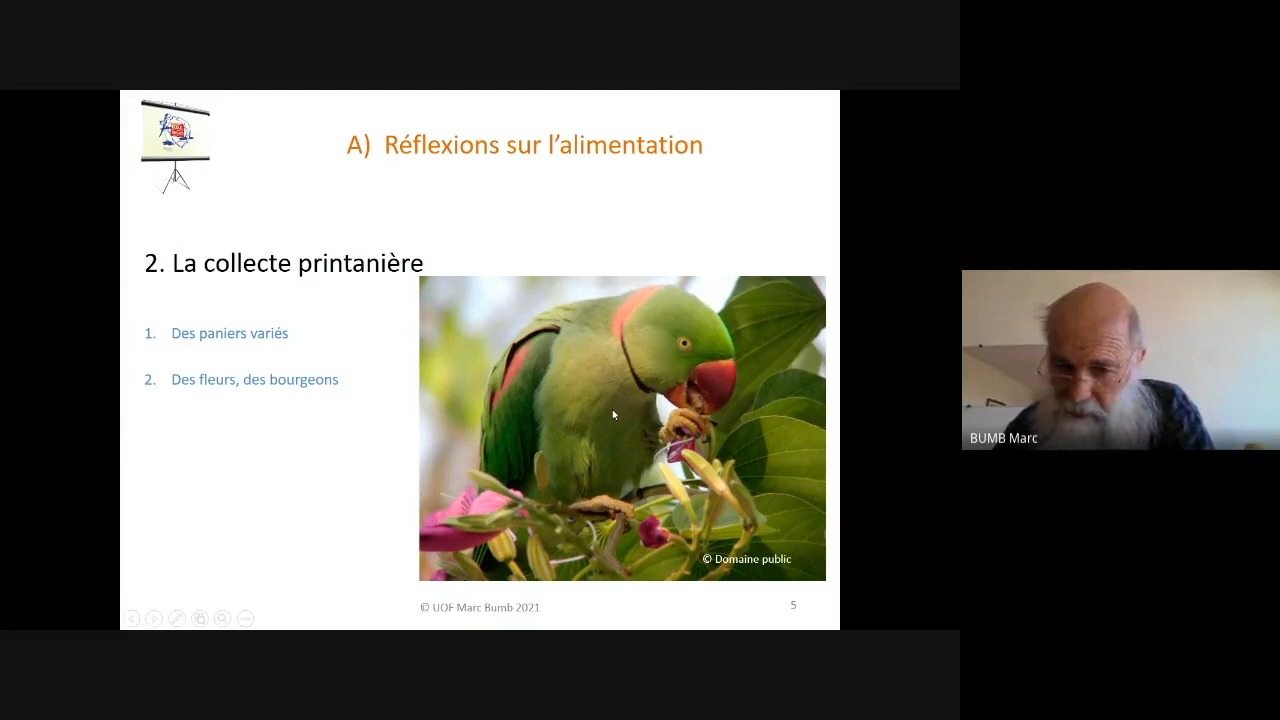 A) Réflexions sur l’alimentation
2. La collecte printanière
1. Des paniers variés
2. Des fleurs, des bourgeons
© Domaine public
© UOF Marc Bumb 2021
5
BUMB Marc